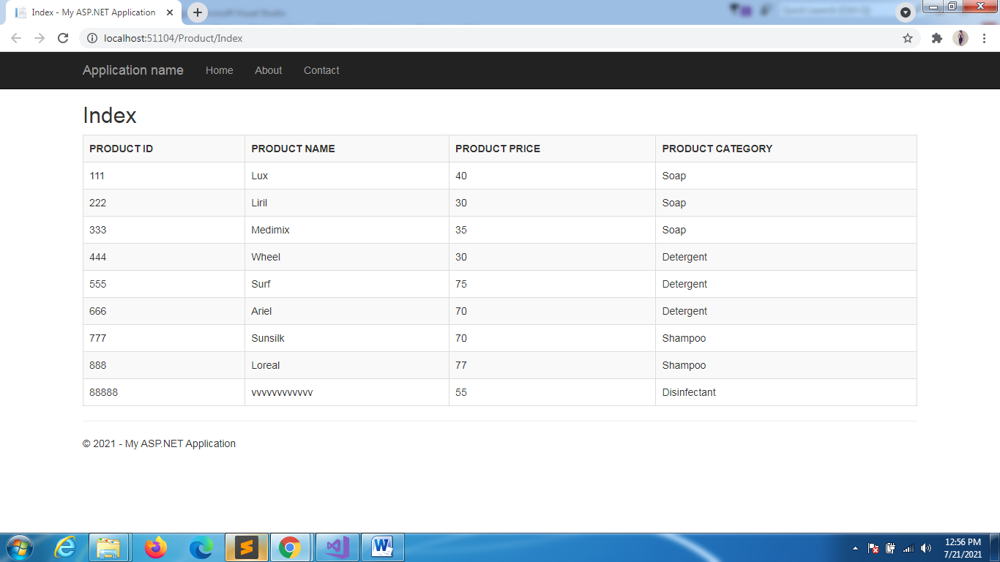 Index - My ASP.NET Application
localhost:51104/Product/Index
Application name Home About Contact
Index
PRODUCT ID PRODUCT NAME PRODUCT PRICE PRODUCT CATEGORY
111 Lux 40 Soap
222 Liril 30 Soap
333 Medimix 35 Soap
444 Wheel 30 Detergent
555 Surf 75 Detergent
666 Ariel 70 Detergent
777 Sunsilk 70 Shampoo
888 Loreal 77 Shampoo
88888 vvvvvvvvvvvv 55 Disinfectant
© 2021 - My ASP.NET Application
12:56 PM
7/21/2021